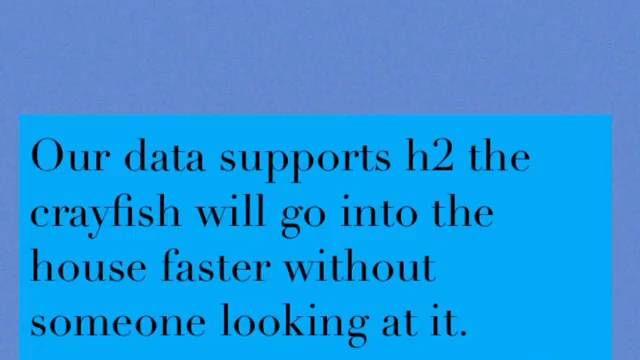 Our data supports h2 the
crayfish will go into the
house faster without
someone looking at it.